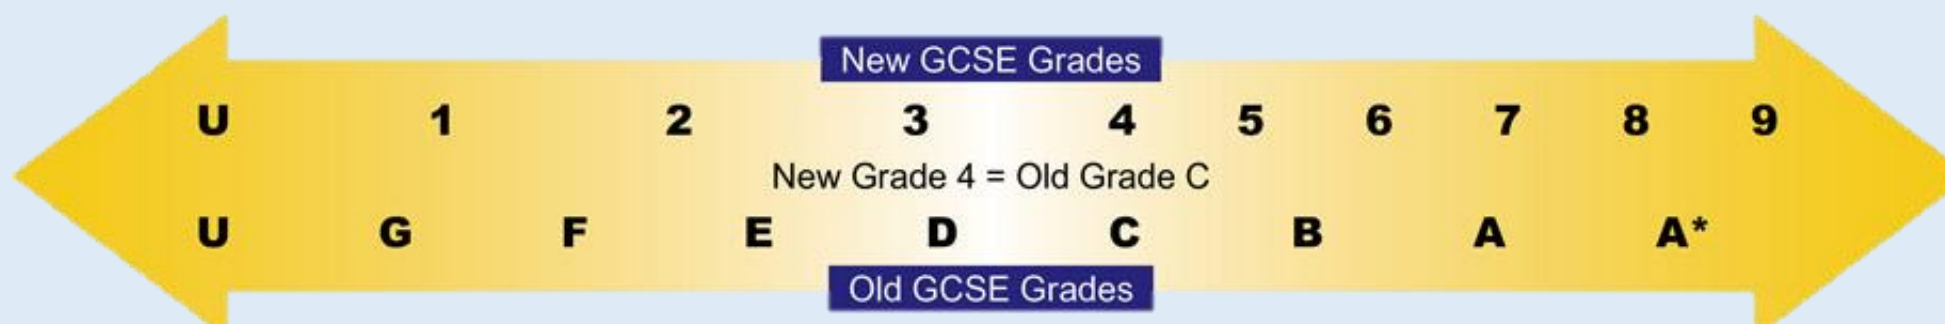 New GCSE Grades
U 1 2 3 4 5 6 7 8 9
New Grade 4 = Old Grade C
U G F E D C B A A*
Old GCSE Grades